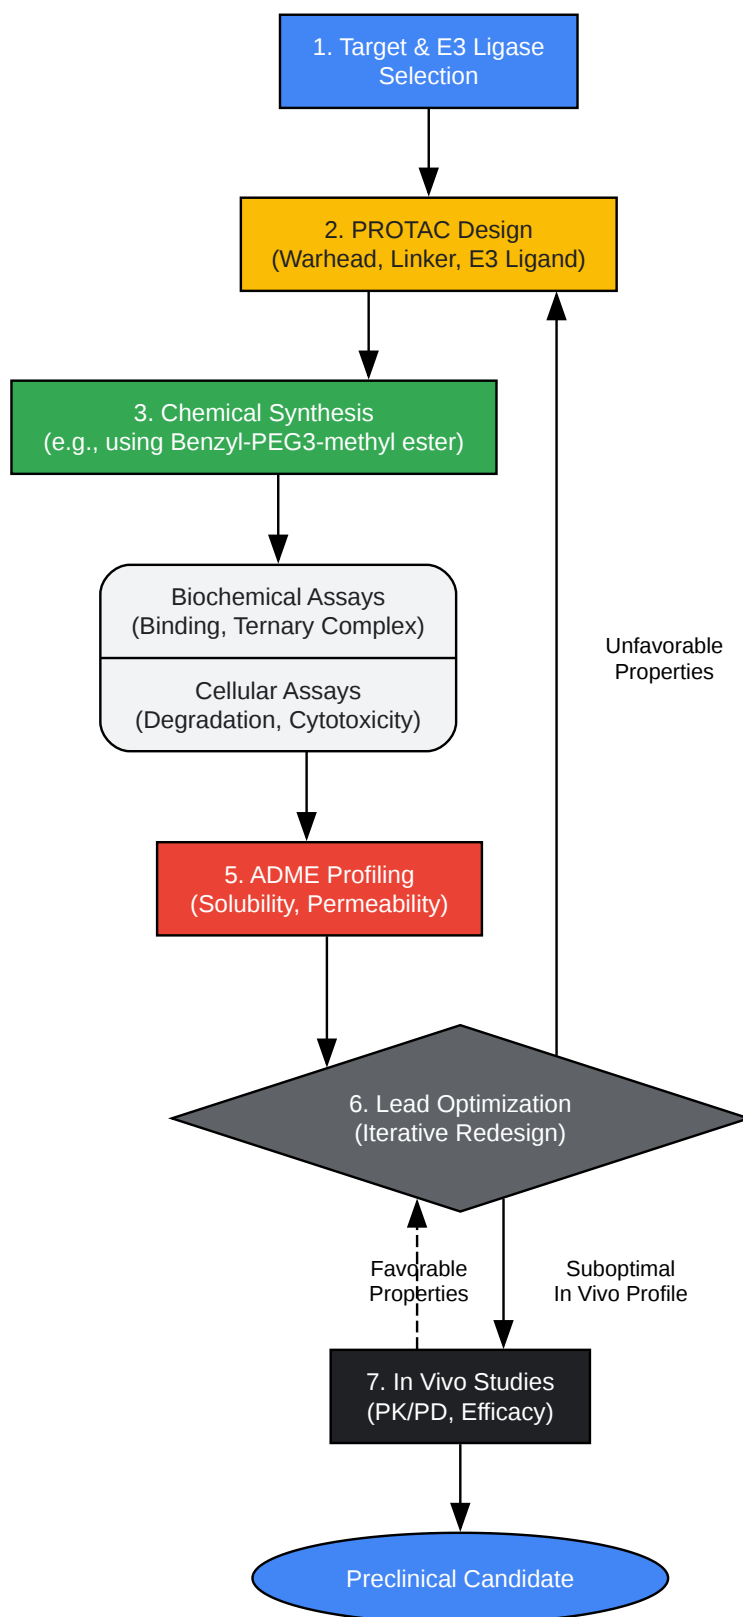 1. Target & E3 Ligase
Selection
2. PROTAC Design
(Warhead, Linker, E3 Ligand)
3. Chemical Synthesis
(e.g., using Benzyl-PEG3-methyl ester)
Biochemical Assays
(Binding, Ternary Complex)
Cellular Assays
(Degradation, Cytotoxicity)
Unfavorable
Properties
5. ADME Profiling
(Solubility, Permeability)
6. Lead Optimization
(Iterative Redesign)
Favorable
Properties
Suboptimal
In Vivo Profile
7. In Vivo Studies
(PK/PD, Efficacy)
Preclinical Candidate